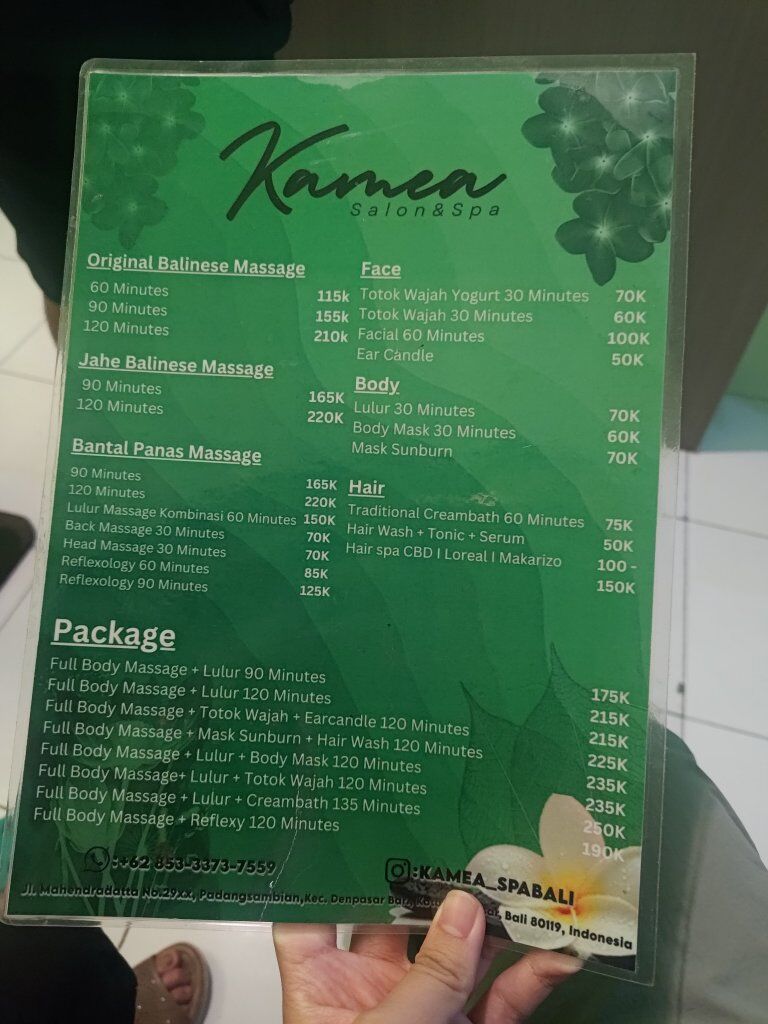 Kamea
Salon&Spa
Original Balinese Massage
60 Minutes 115k
90 Minutes 155k
120 Minutes 210k
Jahe Balinese Massage
90 Minutes 165K
120 Minutes 220K
Bantal Panas Massage
90 Minutes 165K
120 Minutes 220K
Lulur Massage Kombinasi 60 Minutes 150K
Back Massage 30 Minutes 70K
Head Massage 30 Minutes 70K
Reflexology 60 Minutes 85K
Reflexology 90 Minutes 125K
Face
Totok Wajah Yogurt 30 Minutes 70K
Totok Wajah 30 Minutes 60K
Facial 60 Minutes 100K
Ear Candle 50K
Body
Lulur 30 Minutes 70K
Body Mask 30 Minutes 60K
Mask Sunburn 70K
Hair
Traditional Creambath 60 Minutes 75K
Hair Wash + Tonic + Serum 50K
Hair spa CBD I Loreal I Makarizo 100 -
150K
Package
Full Body Massage + Lulur 90 Minutes 175K
Full Body Massage + Lulur 120 Minutes 215K
Full Body Massage + Totok Wajah + Earcandle 120 Minutes 215K
Full Body Massage + Mask Sunburn + Hair Wash 120 Minutes 225K
Full Body Massage + Lulur + Body Mask 120 Minutes 235K
Full Body Massage+ Lulur + Totok Wajah 120 Minutes 235K
Full Body Massage + Lulur + Creambath 135 Minutes 250K
Full Body Massage + Reflexy 120 Minutes 190K
:+62 853-3373-7559
:KAMEA_SPABALI
Jl. Mahendradatta No.29xx, Padangsambian,Kec. Denpasar Bar, Bali 80119, Indonesia